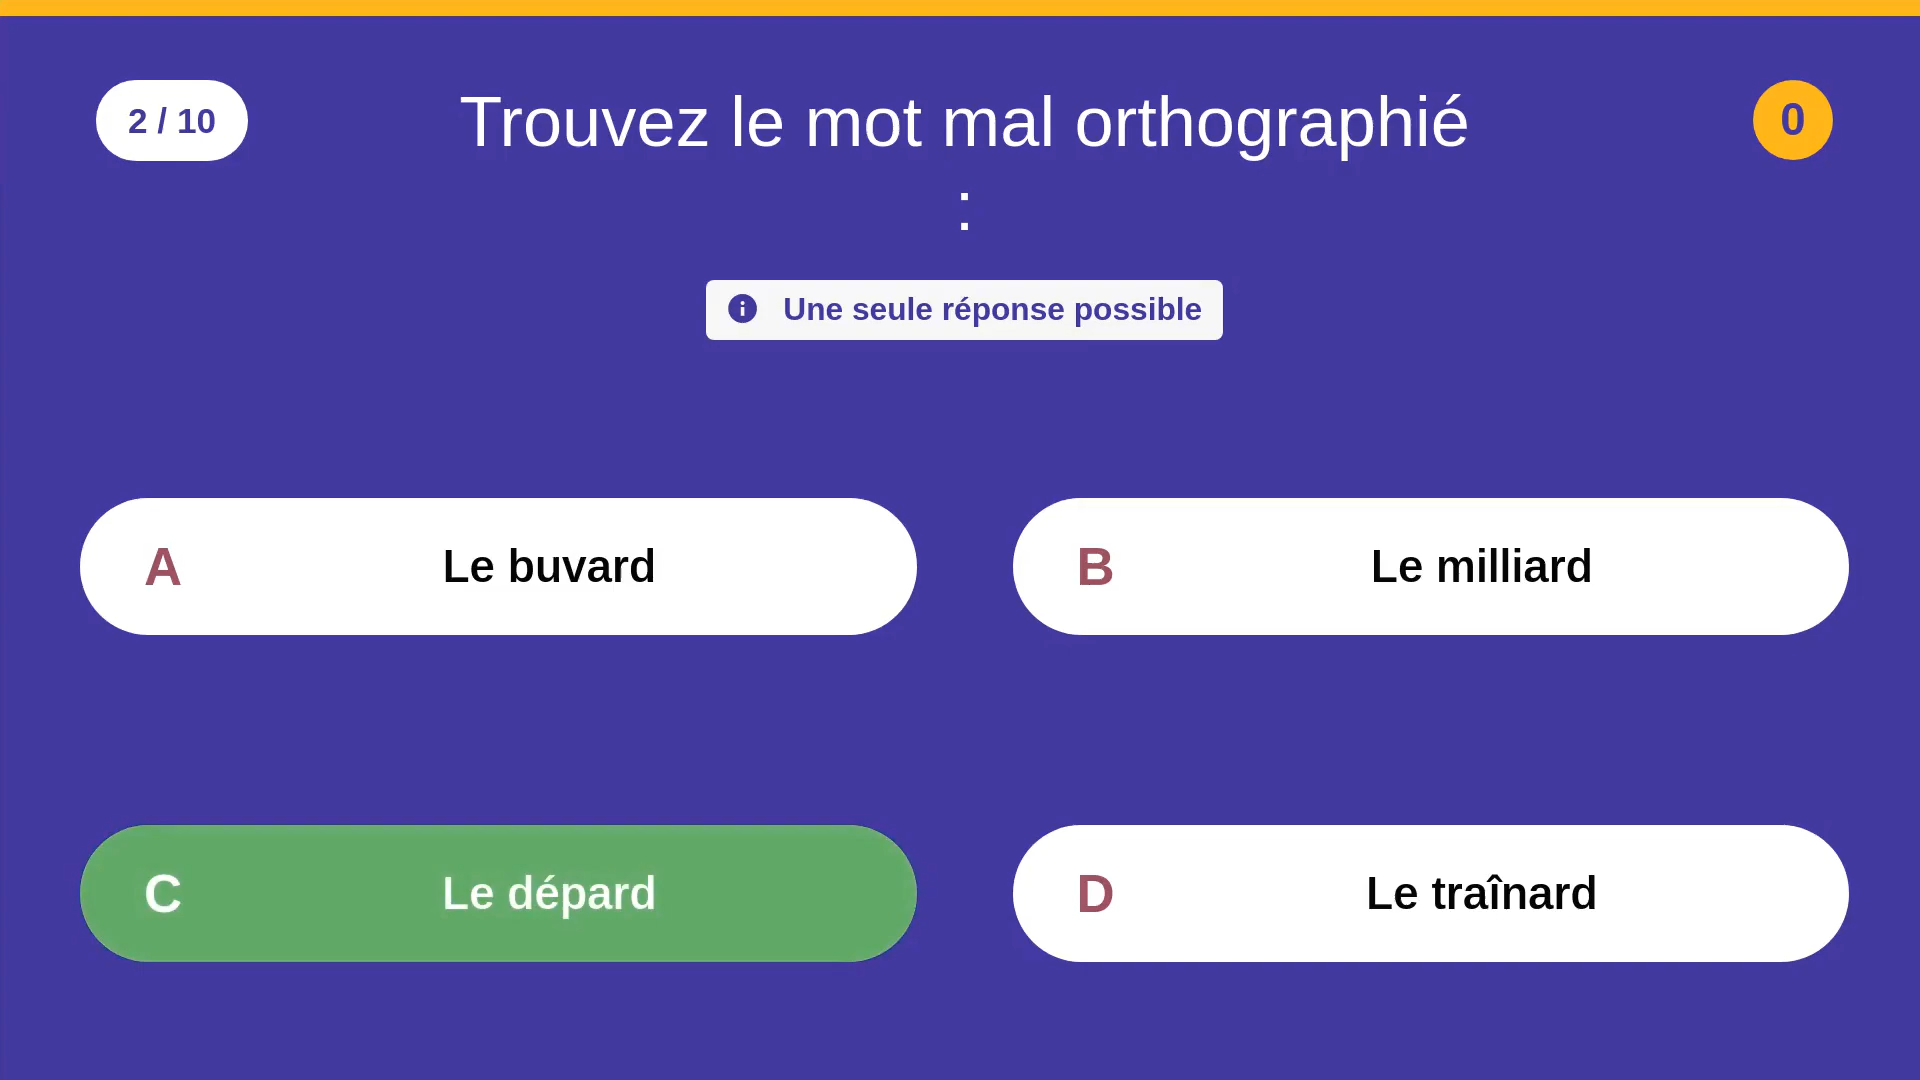 2 / 10
Trouvez le mot mal orthographié
:
0
Une seule réponse possible
A
Le buvard
B
Le milliard
C
Le dépard
D
Le traînard